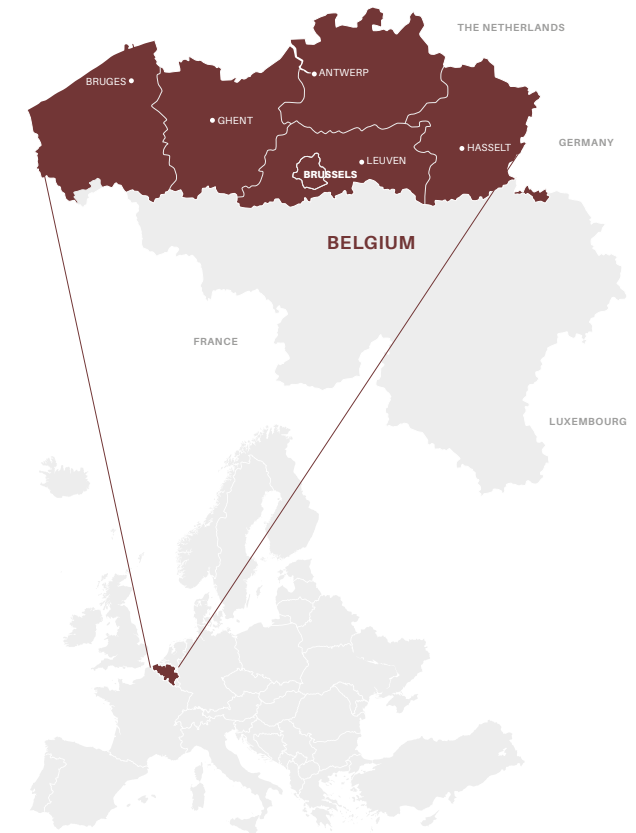 THE NETHERLANDS
ANTWERP
BRUGES
GHENT
GERMANY
HASSELT
LEUVEN
BRUSSELS
BELGIUM
FRANCE
LUXEMBOURG